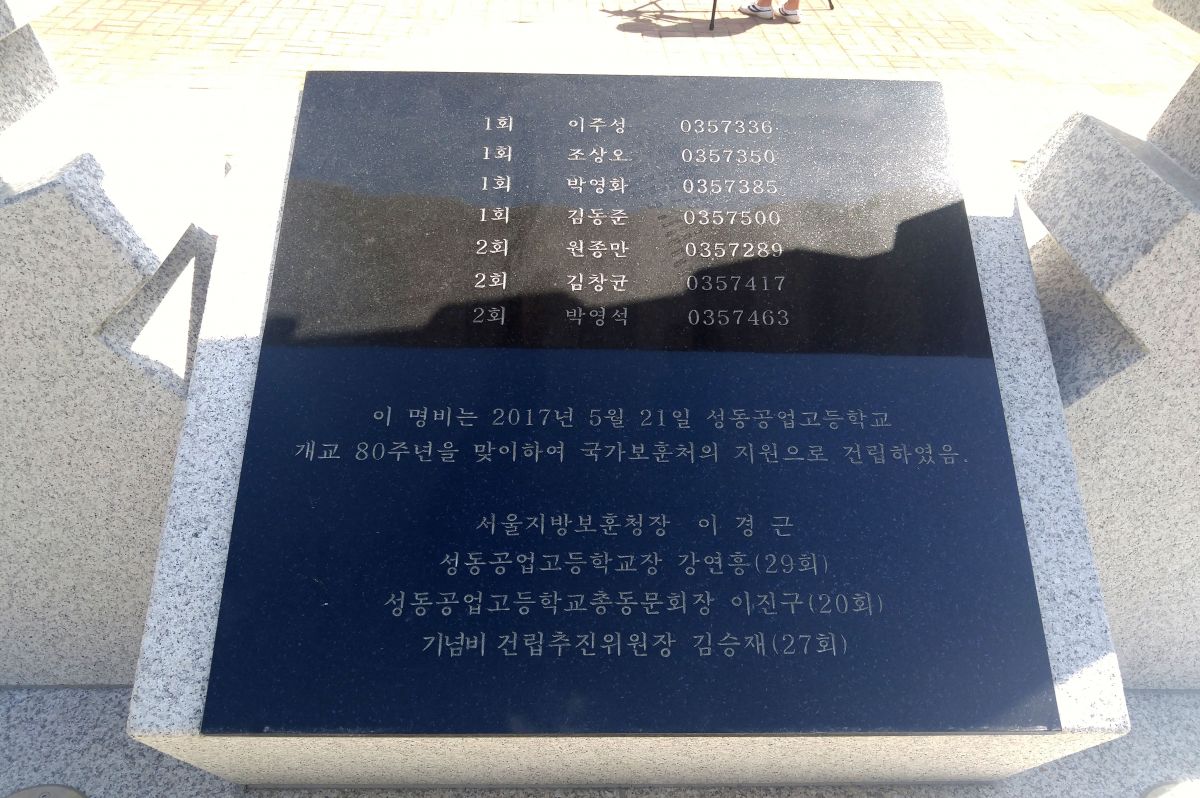 1회 이주성 0357336
1회 조상오 0357350
1회 박영화 0357385
1회 김동준 0357500
2회 원종만 0357289
2회 김창균 0357417
2회 박영석 0357463
이 명비는 2017년 5월 21일 성동공업고등학교
개교 80주년을 맞이하여 국가보훈처의 지원으로 건립하였음.
서울지방보훈청장 이 경 근
성동공업고등학교장 강연흥(29회)
성동공업고등학교총동문회장 이진구(20회)
기념비 건립추진위원장 김승재(27회)